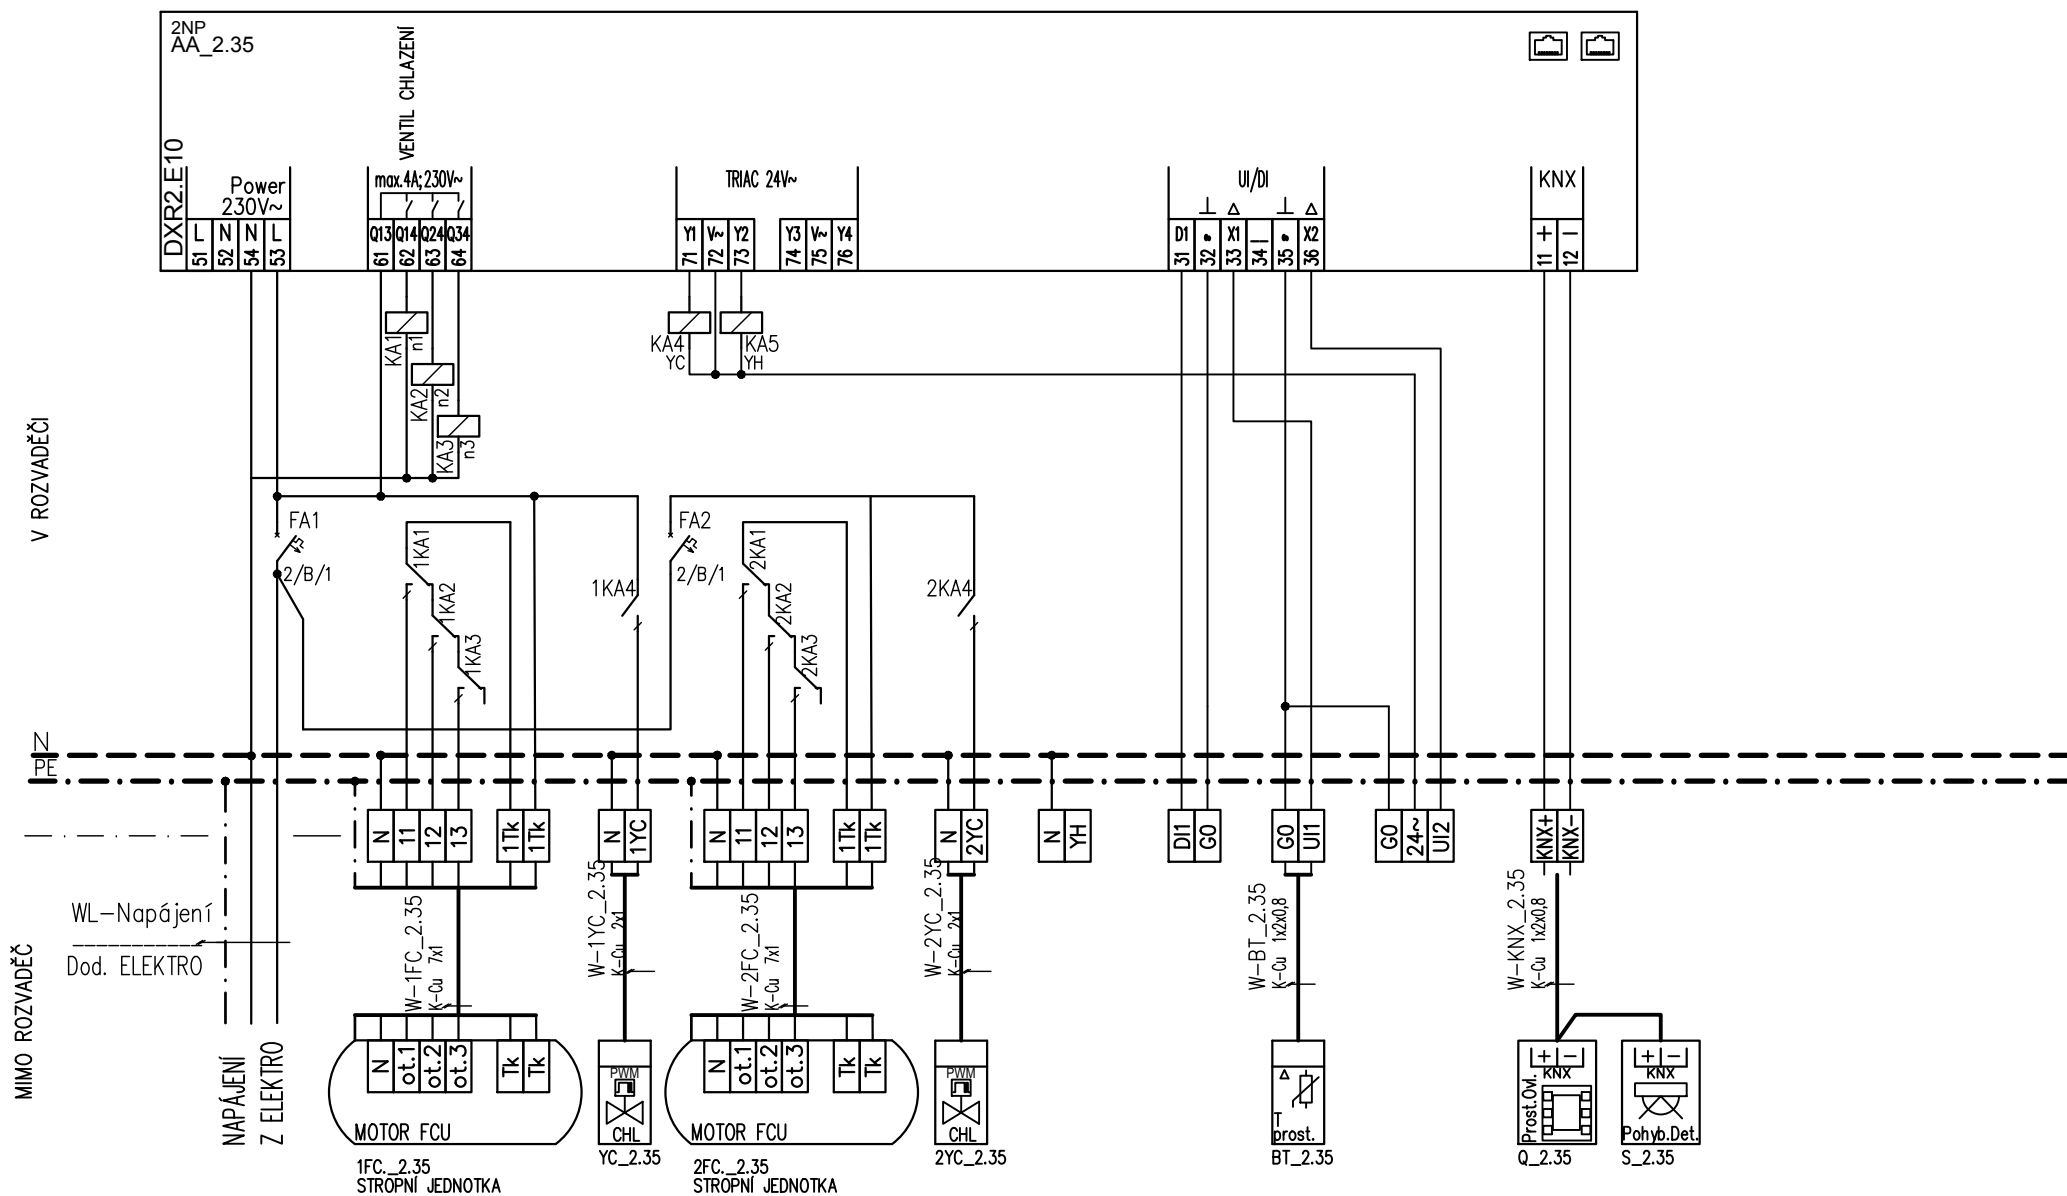 2NP
AA_2.35
DXR2.E10
VENTIL CHLAZENÍ
Power
230V~
max.4A;230V~
TRIAC 24V~
UI/DI
KNX
L N N L
51 52 54 53
Q13 Q14 Q24 Q34
61 62 63 64
Y1 V~ Y2
71 72 73
Y3 V~ Y4
74 75 76
D1 X1 X2
31 32 33 34 35 36
+ −
11 12
KA1
n1
KA2
n2
KA3
n3
KA4
YC
KA5
YH
V ROZVADĚČI
FA1
2/B/1
1KA1
1KA2
1KA3
1KA4
FA2
2/B/1
2KA1
2KA2
2KA3
2KA4
N
PE
N 11 12 13 1Tk 1Tk
N 1YC
N 11 12 13 1Tk 1Tk
N 2YC
N YH
DI1 G0
G0 UI1
G0 24~ UI2
KNX+ KNX-
WL-Napájení
Dod. ELEKTRO
MIMO ROZVADĚČ
NAPÁJENÍ
Z ELEKTRO
W-1FC_2.35
K-Cu 7x1
W-1YC_2.35
K-Cu 2x1
W-2FC_2.35
K-Cu 7x1
W-2YC_2.35
K-Cu 2x1
W-BT_2.35
K-Cu 1x2x0,8
W-KNX_2.35
K-Cu 1x2x0,8
N ot.1 ot.2 ot.3 Tk Tk
MOTOR FCU
1FC._2.35
STROPNÍ JEDNOTKA
PWM
CHL
YC_2.35
N ot.1 ot.2 ot.3 Tk Tk
MOTOR FCU
2FC._2.35
STROPNÍ JEDNOTKA
PWM
CHL
2YC_2.35
T
prost.
BT_2.35
+ −
KNX
Prost.Ovl.
Q_2.35
+ −
KNX
Pohyb.Det.
S_2.35